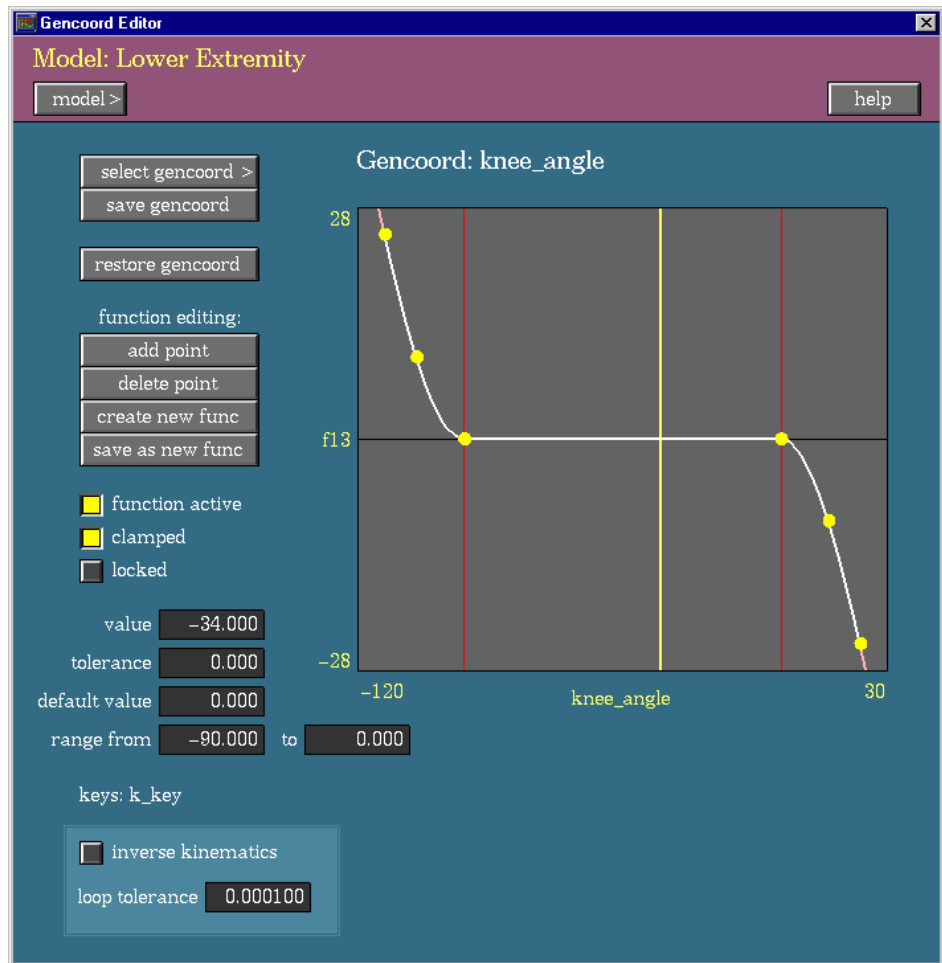 Gencoord Editor
Model: Lower Extremity
model >
help
select gencoord >
save gencoord
restore gencoord
function editing:
add point
delete point
create new func
save as new func
function active
clamped
locked
value -34.000
tolerance 0.000
default value 0.000
range from -90.000 to 0.000
keys: k_key
inverse kinematics
loop tolerance 0.000100
Gencoord: knee_angle
28
f13
-28
-120
knee_angle
30